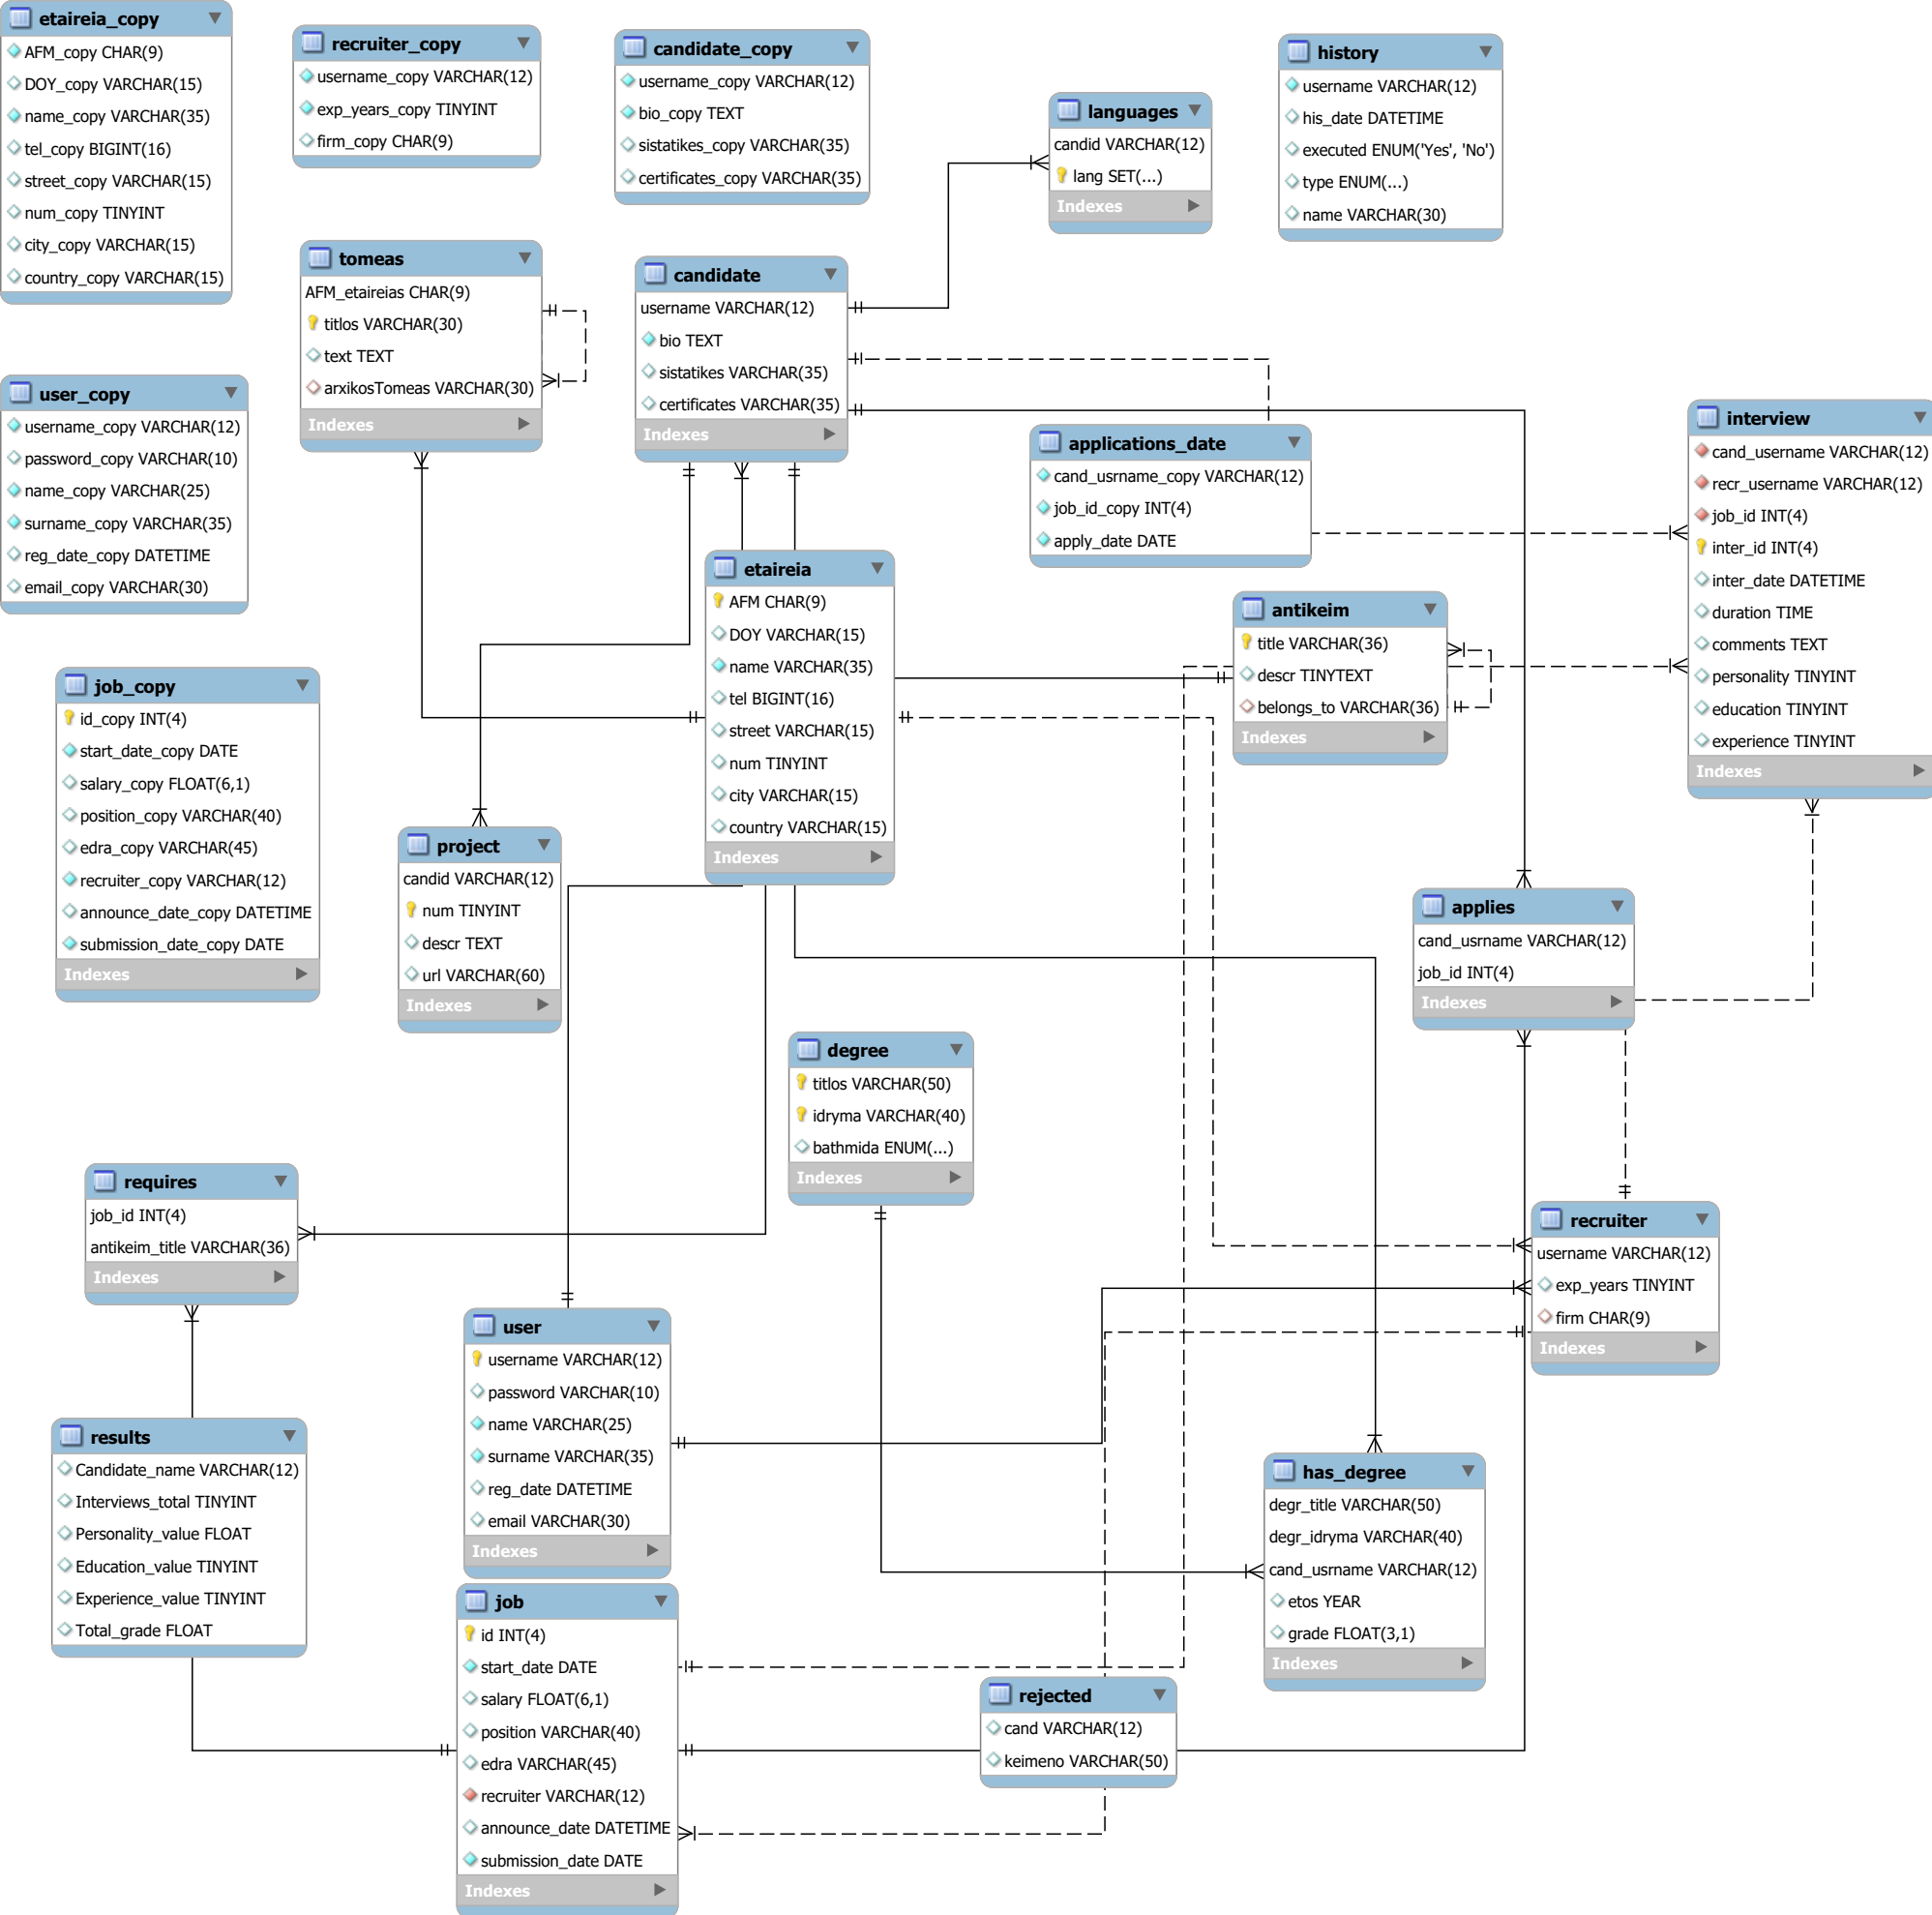 etaireia_copy
AFM_copy CHAR(9)
DOY_copy VARCHAR(15)
name_copy VARCHAR(35)
tel_copy BIGINT(16)
street_copy VARCHAR(15)
num_copy TINYINT
city_copy VARCHAR(15)
country_copy VARCHAR(15)
recruiter_copy
username_copy VARCHAR(12)
exp_years_copy TINYINT
firm_copy CHAR(9)
candidate_copy
username_copy VARCHAR(12)
bio_copy TEXT
sistatikes_copy VARCHAR(35)
certificates_copy VARCHAR(35)
languages
candid VARCHAR(12)
lang SET(...)
Indexes
history
username VARCHAR(12)
his_date DATETIME
executed ENUM('Yes', 'No')
type ENUM(...)
name VARCHAR(30)
tomeas
AFM_etaireias CHAR(9)
titlos VARCHAR(30)
text TEXT
arxikosTomeas VARCHAR(30)
Indexes
candidate
username VARCHAR(12)
bio TEXT
sistatikes VARCHAR(35)
certificates VARCHAR(35)
Indexes
user_copy
username_copy VARCHAR(12)
password_copy VARCHAR(10)
name_copy VARCHAR(25)
surname_copy VARCHAR(35)
reg_date_copy DATETIME
email_copy VARCHAR(30)
applications_date
cand_usrname_copy VARCHAR(12)
job_id_copy INT(4)
apply_date DATE
interview
cand_username VARCHAR(12)
recr_username VARCHAR(12)
job_id INT(4)
inter_id INT(4)
inter_date DATETIME
duration TIME
comments TEXT
personality TINYINT
education TINYINT
experience TINYINT
Indexes
etaireia
AFM CHAR(9)
DOY VARCHAR(15)
name VARCHAR(35)
tel BIGINT(16)
street VARCHAR(15)
num TINYINT
city VARCHAR(15)
country VARCHAR(15)
Indexes
antikeim
title VARCHAR(36)
descr TINYTEXT
belongs_to VARCHAR(36)
Indexes
job_copy
id_copy INT(4)
start_date_copy DATE
salary_copy FLOAT(6,1)
position_copy VARCHAR(40)
edra_copy VARCHAR(45)
recruiter_copy VARCHAR(12)
announce_date_copy DATETIME
submission_date_copy DATE
Indexes
project
candid VARCHAR(12)
num TINYINT
descr TEXT
url VARCHAR(60)
Indexes
applies
cand_usrname VARCHAR(12)
job_id INT(4)
Indexes
degree
titlos VARCHAR(50)
idryma VARCHAR(40)
bathmida ENUM(...)
Indexes
requires
job_id INT(4)
antikeim_title VARCHAR(36)
Indexes
recruiter
username VARCHAR(12)
exp_years TINYINT
firm CHAR(9)
Indexes
user
username VARCHAR(12)
password VARCHAR(10)
name VARCHAR(25)
surname VARCHAR(35)
reg_date DATETIME
email VARCHAR(30)
Indexes
results
Candidate_name VARCHAR(12)
Interviews_total TINYINT
Personality_value FLOAT
Education_value TINYINT
Experience_value TINYINT
Total_grade FLOAT
has_degree
degr_title VARCHAR(50)
degr_idryma VARCHAR(40)
cand_usrname VARCHAR(12)
etos YEAR
grade FLOAT(3,1)
Indexes
job
id INT(4)
start_date DATE
salary FLOAT(6,1)
position VARCHAR(40)
edra VARCHAR(45)
recruiter VARCHAR(12)
announce_date DATETIME
submission_date DATE
Indexes
rejected
cand VARCHAR(12)
keimeno VARCHAR(50)